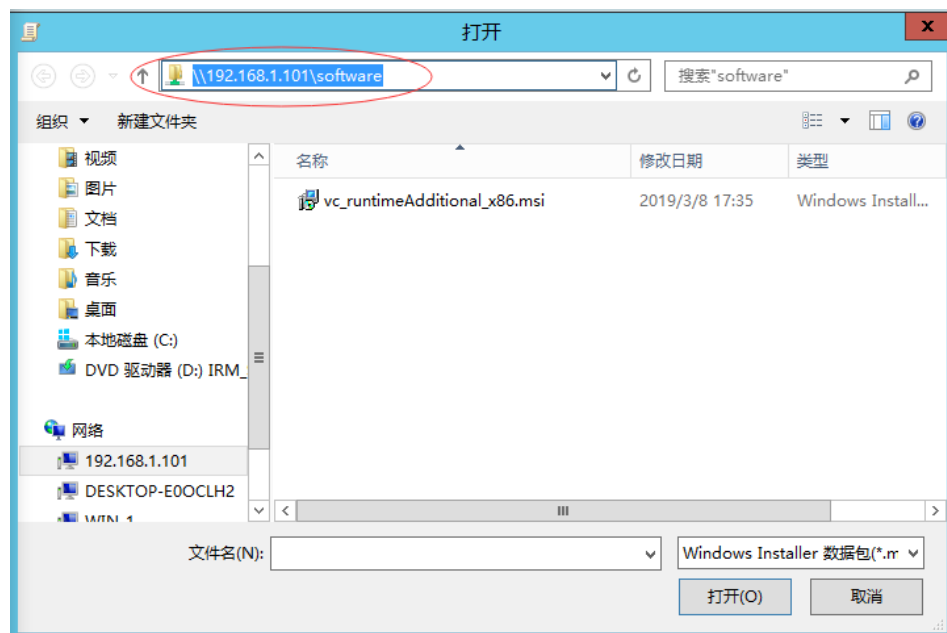 打开
x
\\192.168.1.101\software
搜索"software"
组织
新建文件夹
视频
图片
文档
下载
音乐
桌面
本地磁盘 (C:)
DVD 驱动器 (D:) IRM_
网络
192.168.1.101
DESKTOP-E0OCLH2
WIN-1
名称
修改日期
类型
vc_runtimeAdditional_x86.msi
2019/3/8 17:35
Windows Install...
文件名(N):
Windows Installer 数据包(*.m
打开(O)
取消